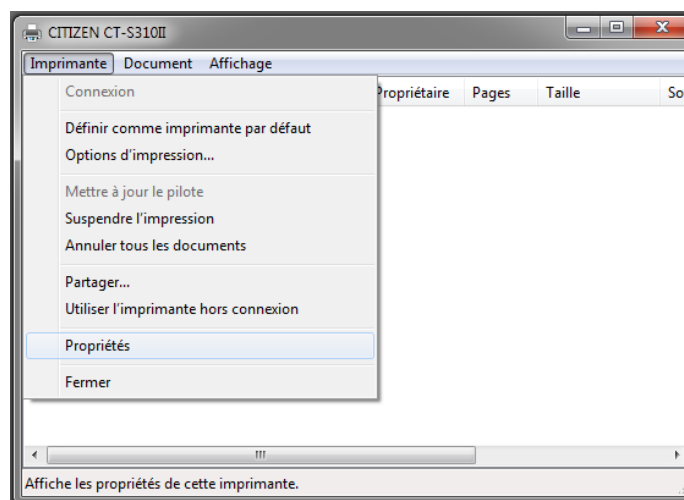 CITIZEN CT-S310II
Imprimante Document Affichage
Connexion
Propriétaire Pages Taille So
Définir comme imprimante par défaut
Options d'impression...
Mettre à jour le pilote
Suspendre l'impression
Annuler tous les documents
Partager...
Utiliser l'imprimante hors connexion
Propriétés
Fermer
Affiche les propriétés de cette imprimante.